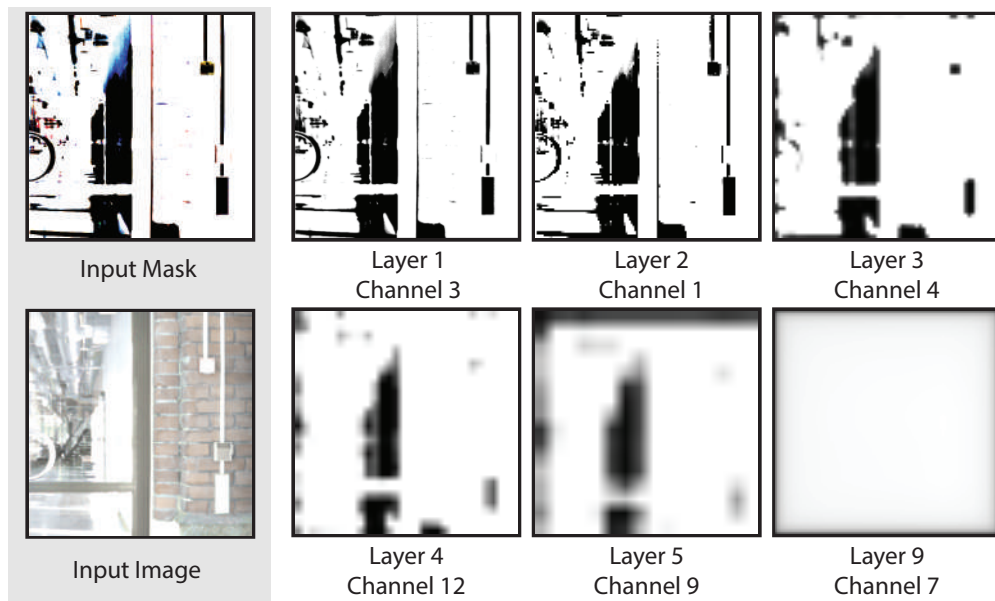 Input Mask
Layer 1
Channel 3
Layer 2
Channel 1
Layer 3
Channel 4
Input Image
Layer 4
Channel 12
Layer 5
Channel 9
Layer 9
Channel 7